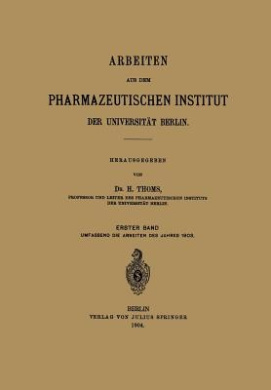 ARBEITEN
AUS DEM
PHARMAZEUTISCHEN INSTITUT
DER UNIVERSITÄT BERLIN.
HERAUSGEGEBEN
VON
DR. H. THOMS,
PROFESSOR UND LEITER DES PHARMAZEUTISCHEN INSTITUTS
DER UNIVERSITÄT BERLIN.
ERSTER BAND
UMFASSEND DIE ARBEITEN DES JAHRES 1903.
BERLIN
VERLAG VON JULIUS SPRINGER
1904.